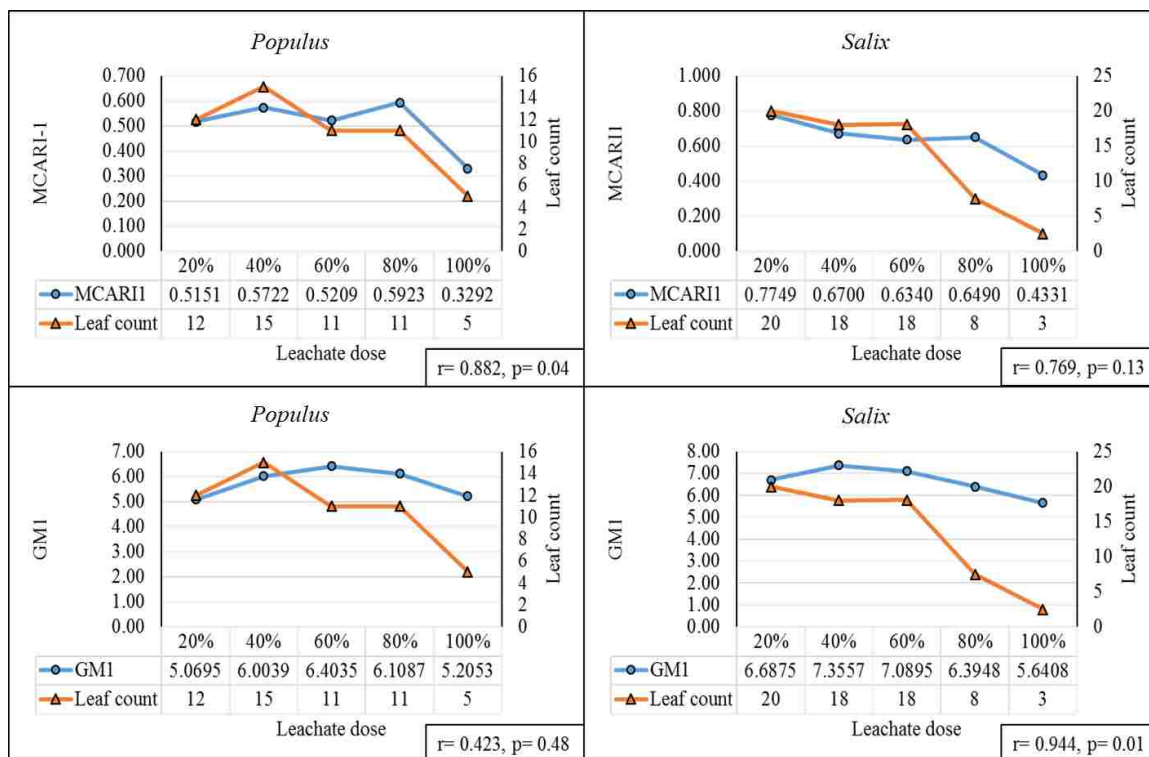 Populus
MCARI-1
0.700
0.600
0.500
0.400
0.300
0.200
0.100
0.000
16
14
12
10
8
6
4
2
0
Leaf count
20% 40% 60% 80% 100%
MCARI1 0.5151 0.5722 0.5209 0.5923 0.3292
Leaf count 12 15 11 11 5
Leachate dose
r= 0.882, p= 0.04
Salix
MCARI1
1.000
0.800
0.600
0.400
0.200
0.000
25
20
15
10
5
0
Leaf count
20% 40% 60% 80% 100%
MCARI1 0.7749 0.6700 0.6340 0.6490 0.4331
Leaf count 20 18 18 8 3
Leachate dose
r= 0.769, p= 0.13
Populus
GM1
7.00
6.00
5.00
4.00
3.00
2.00
1.00
0.00
16
14
12
10
8
6
4
2
0
Leaf count
20% 40% 60% 80% 100%
GM1 5.0695 6.0039 6.4035 6.1087 5.2053
Leaf count 12 15 11 11 5
Leachate dose
r= 0.423, p= 0.48
Salix
GM1
8.00
7.00
6.00
5.00
4.00
3.00
2.00
1.00
0.00
25
20
15
10
5
0
Leaf count
20% 40% 60% 80% 100%
GM1 6.6875 7.3557 7.0895 6.3948 5.6408
Leaf count 20 18 18 8 3
Leachate dose
r= 0.944, p= 0.01